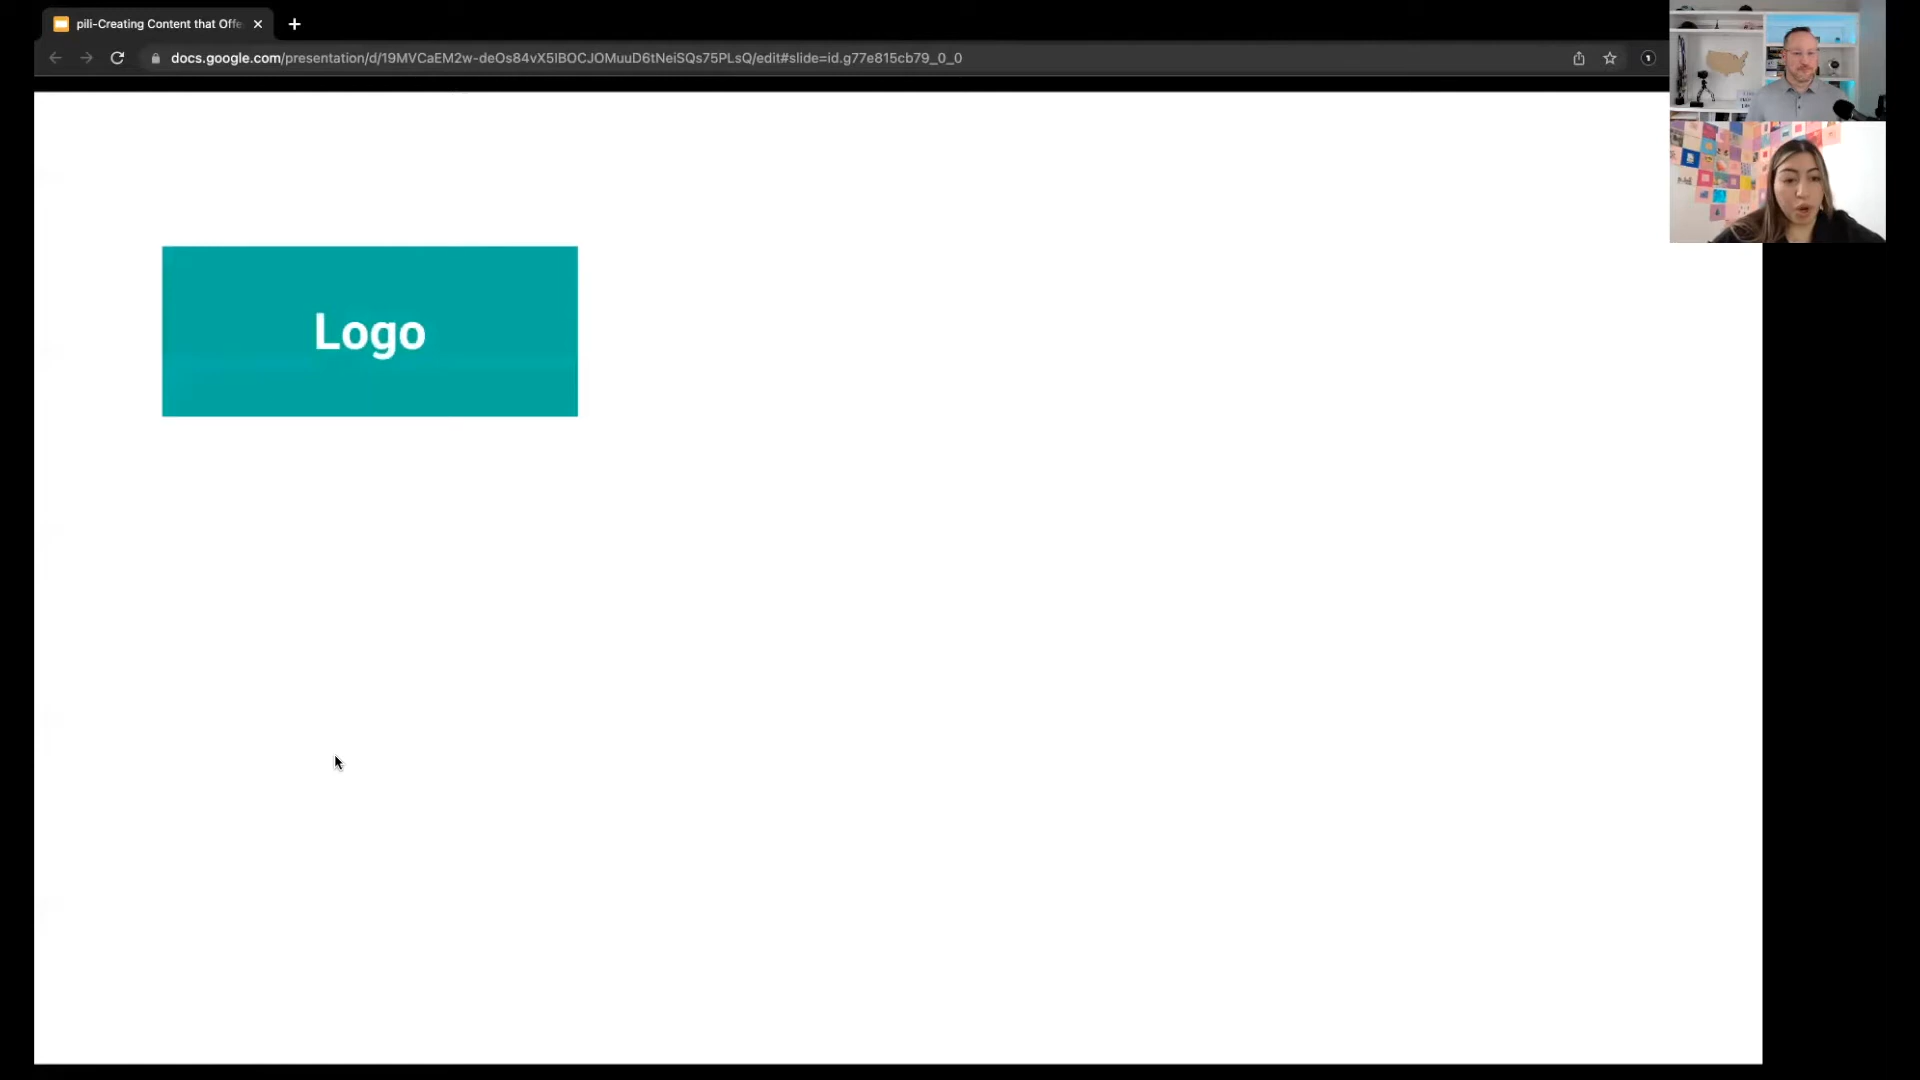 pili-Creating Content that Offe
docs.google.com/presentation/d/19MVCaEM2w-deOs84vX5IBOCJOMuuD6tNeiSQs75PLsQ/edit#slide=id.g77e815cb79_0_0
Logo